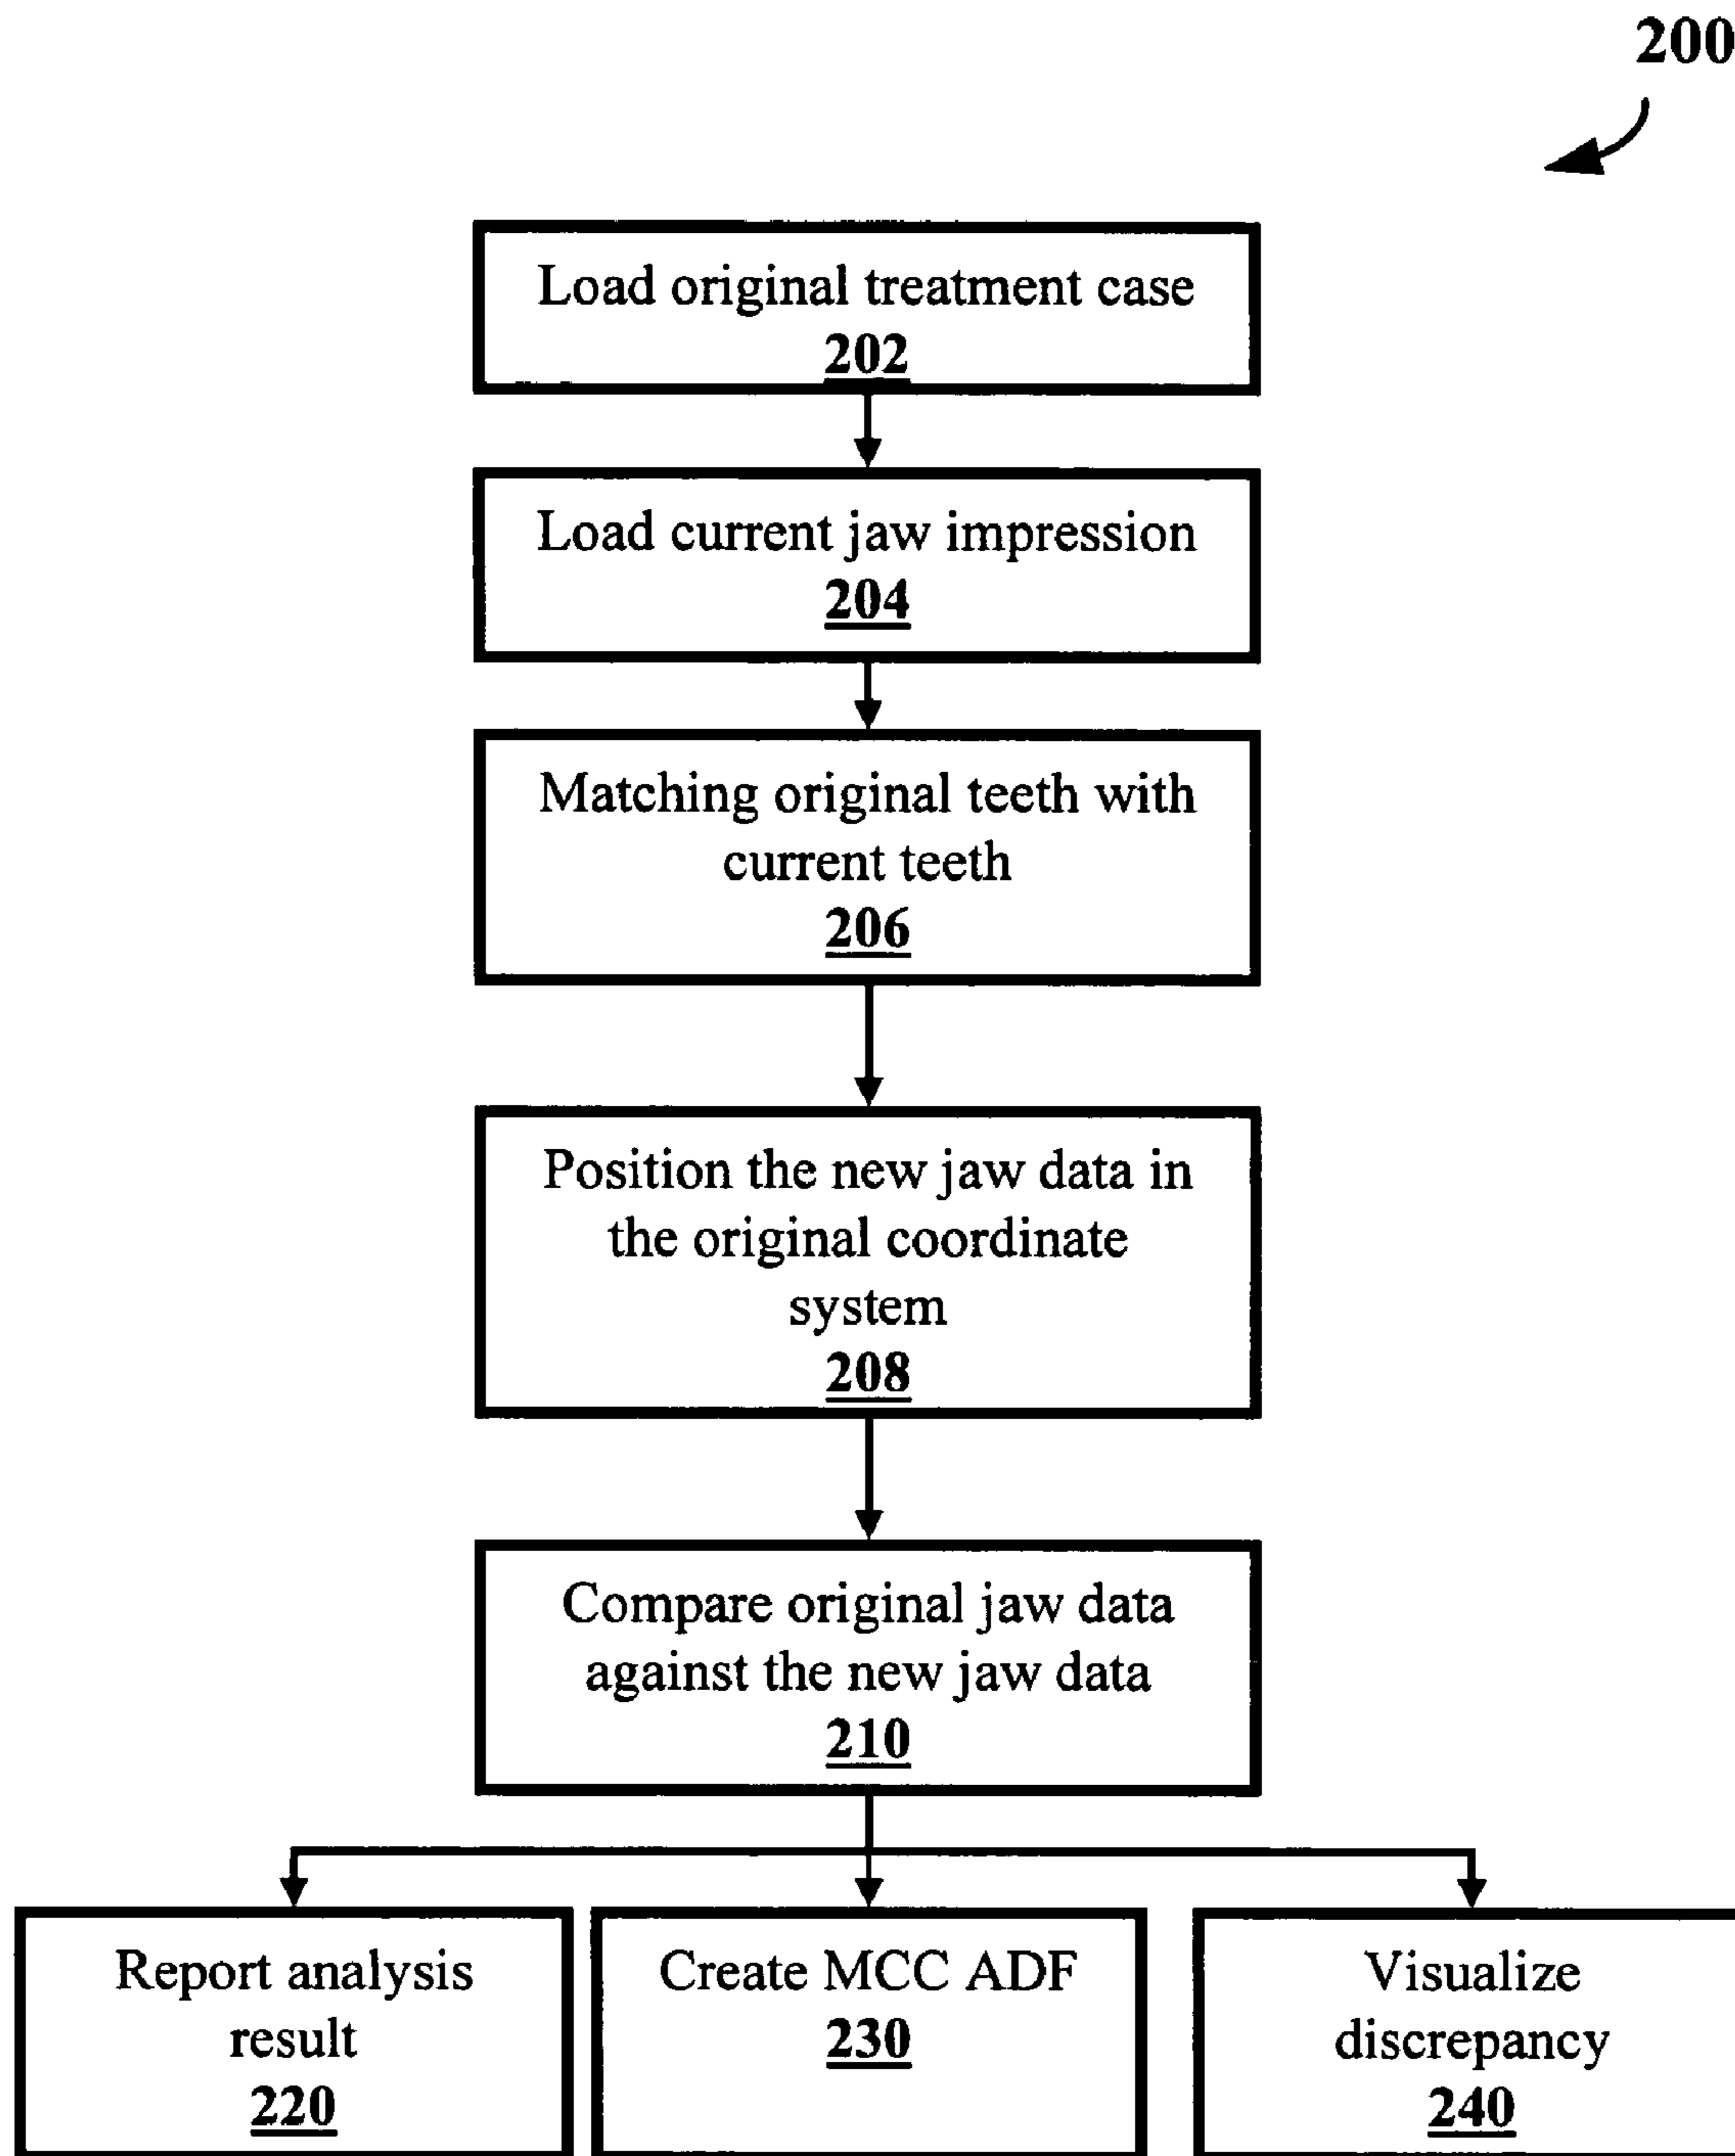 200
Load original treatment case
202
Load current jaw impression
204
Matching original teeth with
current teeth
206
Position the new jaw data in
the original coordinate
system
208
Compare original jaw data
against the new jaw data
210
Report analysis
result
220
Create MCC ADF
230
Visualize
discrepancy
240